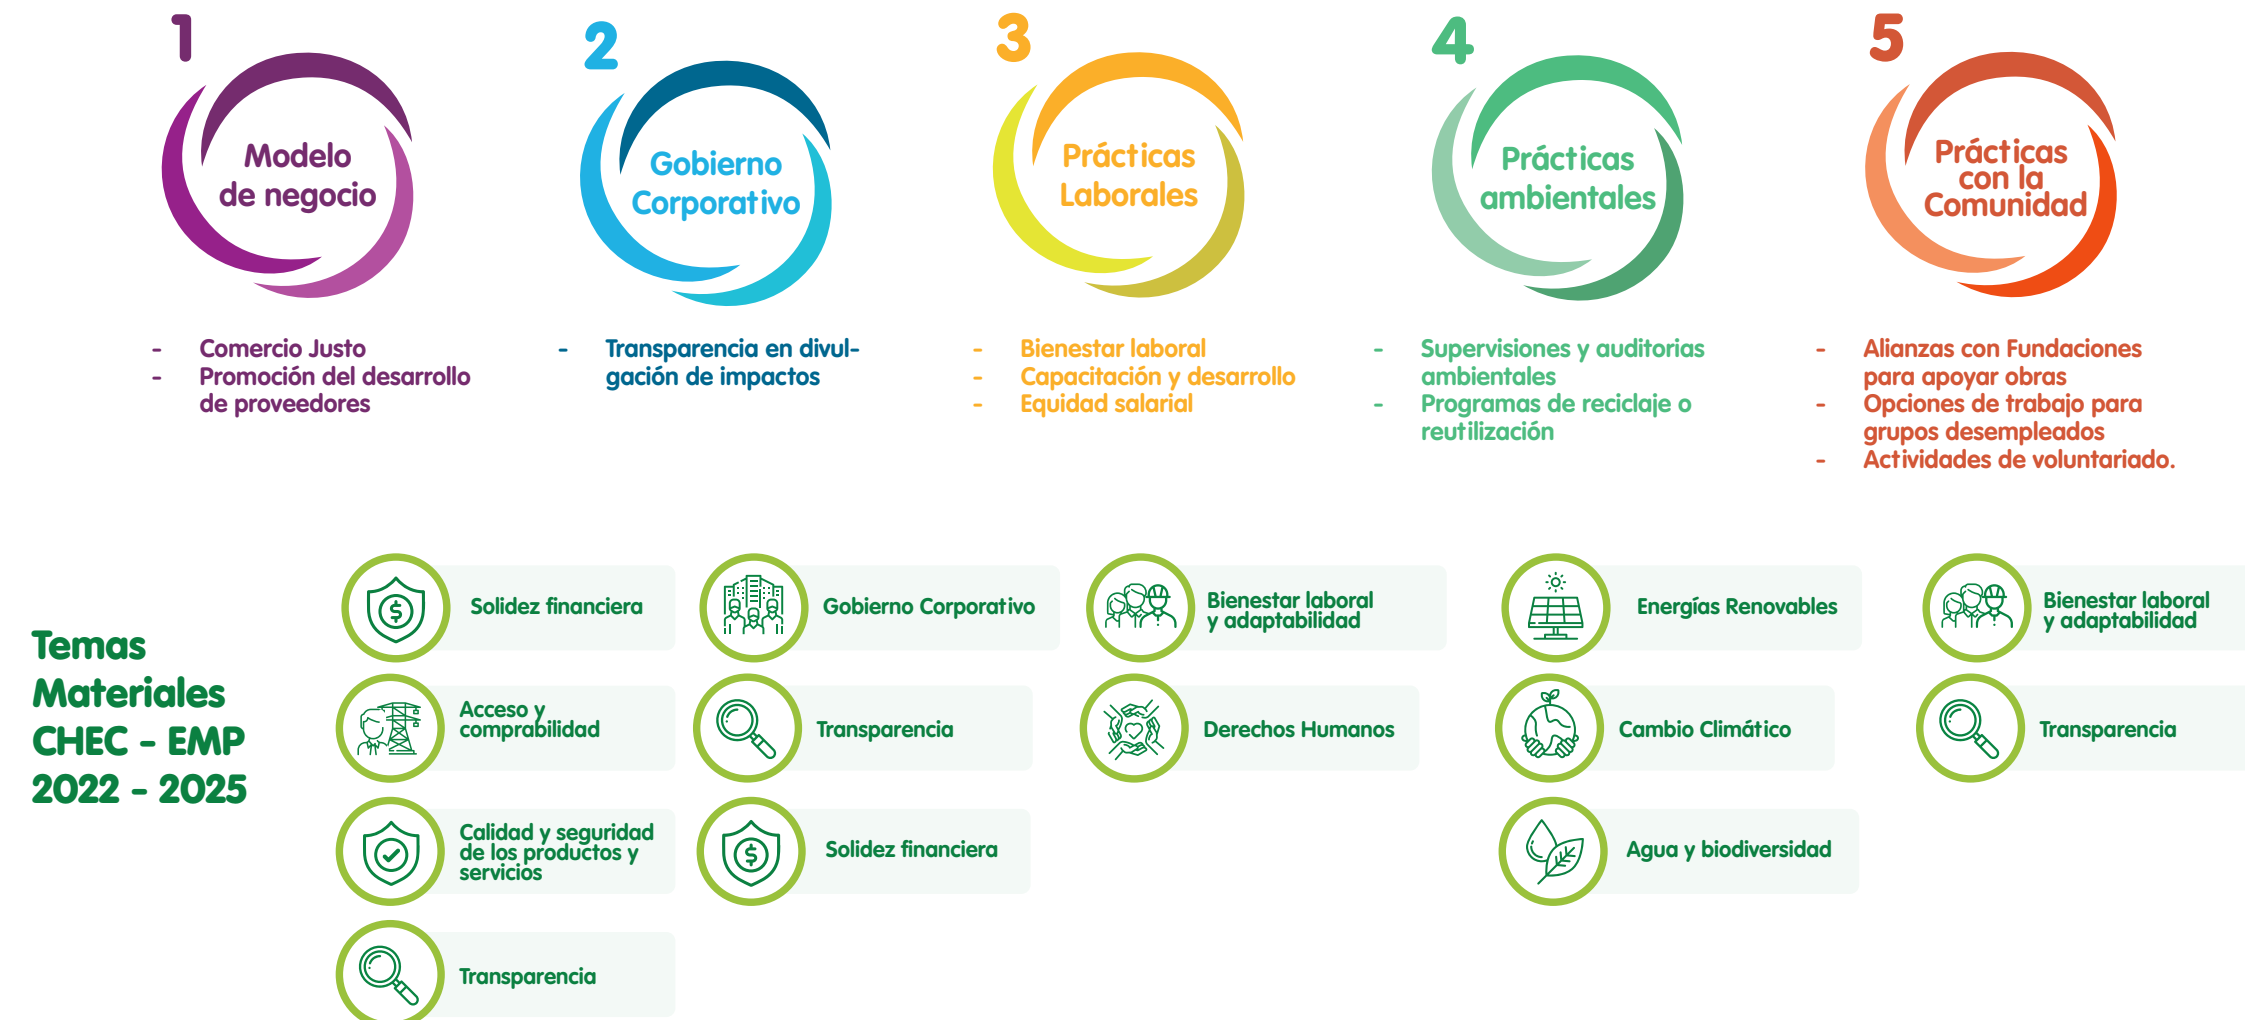 1
Modelo
de negocio
- Comercio Justo
- Promoción del desarrollo
de proveedores
2
Gobierno
Corporativo
- Transparencia en divul-
gación de impactos
3
Prácticas
Laborales
- Bienestar laboral
- Capacitación y desarrollo
- Equidad salarial
4
Prácticas
ambientales
- Supervisiones y auditorias
ambientales
- Programas de reciclaje o
reutilización
5
Prácticas
con la
Comunidad
- Alianzas con Fundaciones
para apoyar obras
- Opciones de trabajo para
grupos desempleados
- Actividades de voluntariado.
Temas
Materiales
CHEC - EMP
2022 - 2025
Solidez financiera
Acceso y
comprabilidad
Calidad y seguridad
de los productos y
servicios
Transparencia
Gobierno Corporativo
Transparencia
Solidez financiera
Bienestar laboral
y adaptabilidad
Derechos Humanos
Energías Renovables
Cambio Climático
Agua y biodiversidad
Bienestar laboral
y adaptabilidad
Transparencia